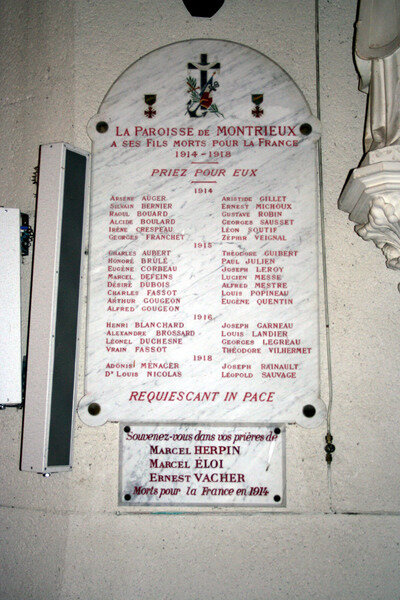 LA PAROISSE DE MONTRIEUX
A SES FILS MORTS POUR LA FRANCE
1914-1918
PRIEZ POUR EUX
1914
ARSÈNE AUGER
SILVAIN BERNIER
RAOUL BOUARD
ALCIDE BOULARD
IRÈNE CRESPEAU
GEORGES FRANCHET
ARISTIDE GILLET
ERNEST MICHOUX
GUSTAVE ROBIN
GEORGES SAUSSET
LÉON SOUTIF
ZÉPHIR VEIGNAL
1915
CHARLES AUBERT
HONORÉ BRÛLÉ
EUGÈNE CORBEAU
MARCEL DEFEINS
DÉSIRÉ DUBOIS
CHARLES FASSOT
ARTHUR GOUGEON
ALFRED GOUGEON
THÉODORE GUIBERT
PAUL JULIEN
JOSEPH LEROY
LUCIEN MESSE
ALFRED MESTRE
LOUIS POPINEAU
EUGÈNE QUENTIN
1916
HENRI BLANCHARD
ALEXANDRE BROSSARD
LÉONEL DUCHESNE
VRAIN FASSOT
JOSEPH GARNEAU
LOUIS LANDIER
GEORGES LEGREAU
THÉODORE VILHERMET
1918
ADONIS MÉNAGER
DR LOUIS NICOLAS
JOSEPH RAINAULT
LÉOPOLD SAUVAGE
REQUIESCANT IN PACE
Souvenez-vous dans vos prières de
MARCEL HERPIN
MARCEL ÉLOI
ERNEST VACHER
Morts pour la France en 1914